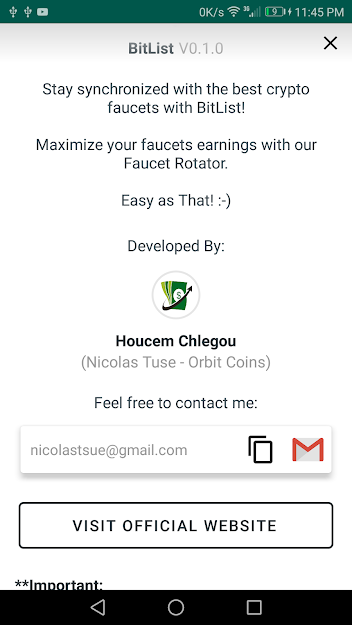 0K/s 3G 9 11:45 PM
BitList V0.1.0
Stay synchronized with the best crypto
faucets with BitList!
Maximize your faucets earnings with our
Faucet Rotator.
Easy as That! :-)
Developed By:
$
Houcem Chlegou
(Nicolas Tuse - Orbit Coins)
Feel free to contact me:
nicolastsue@gmail.com
VISIT OFFICIAL WEBSITE
**Important: